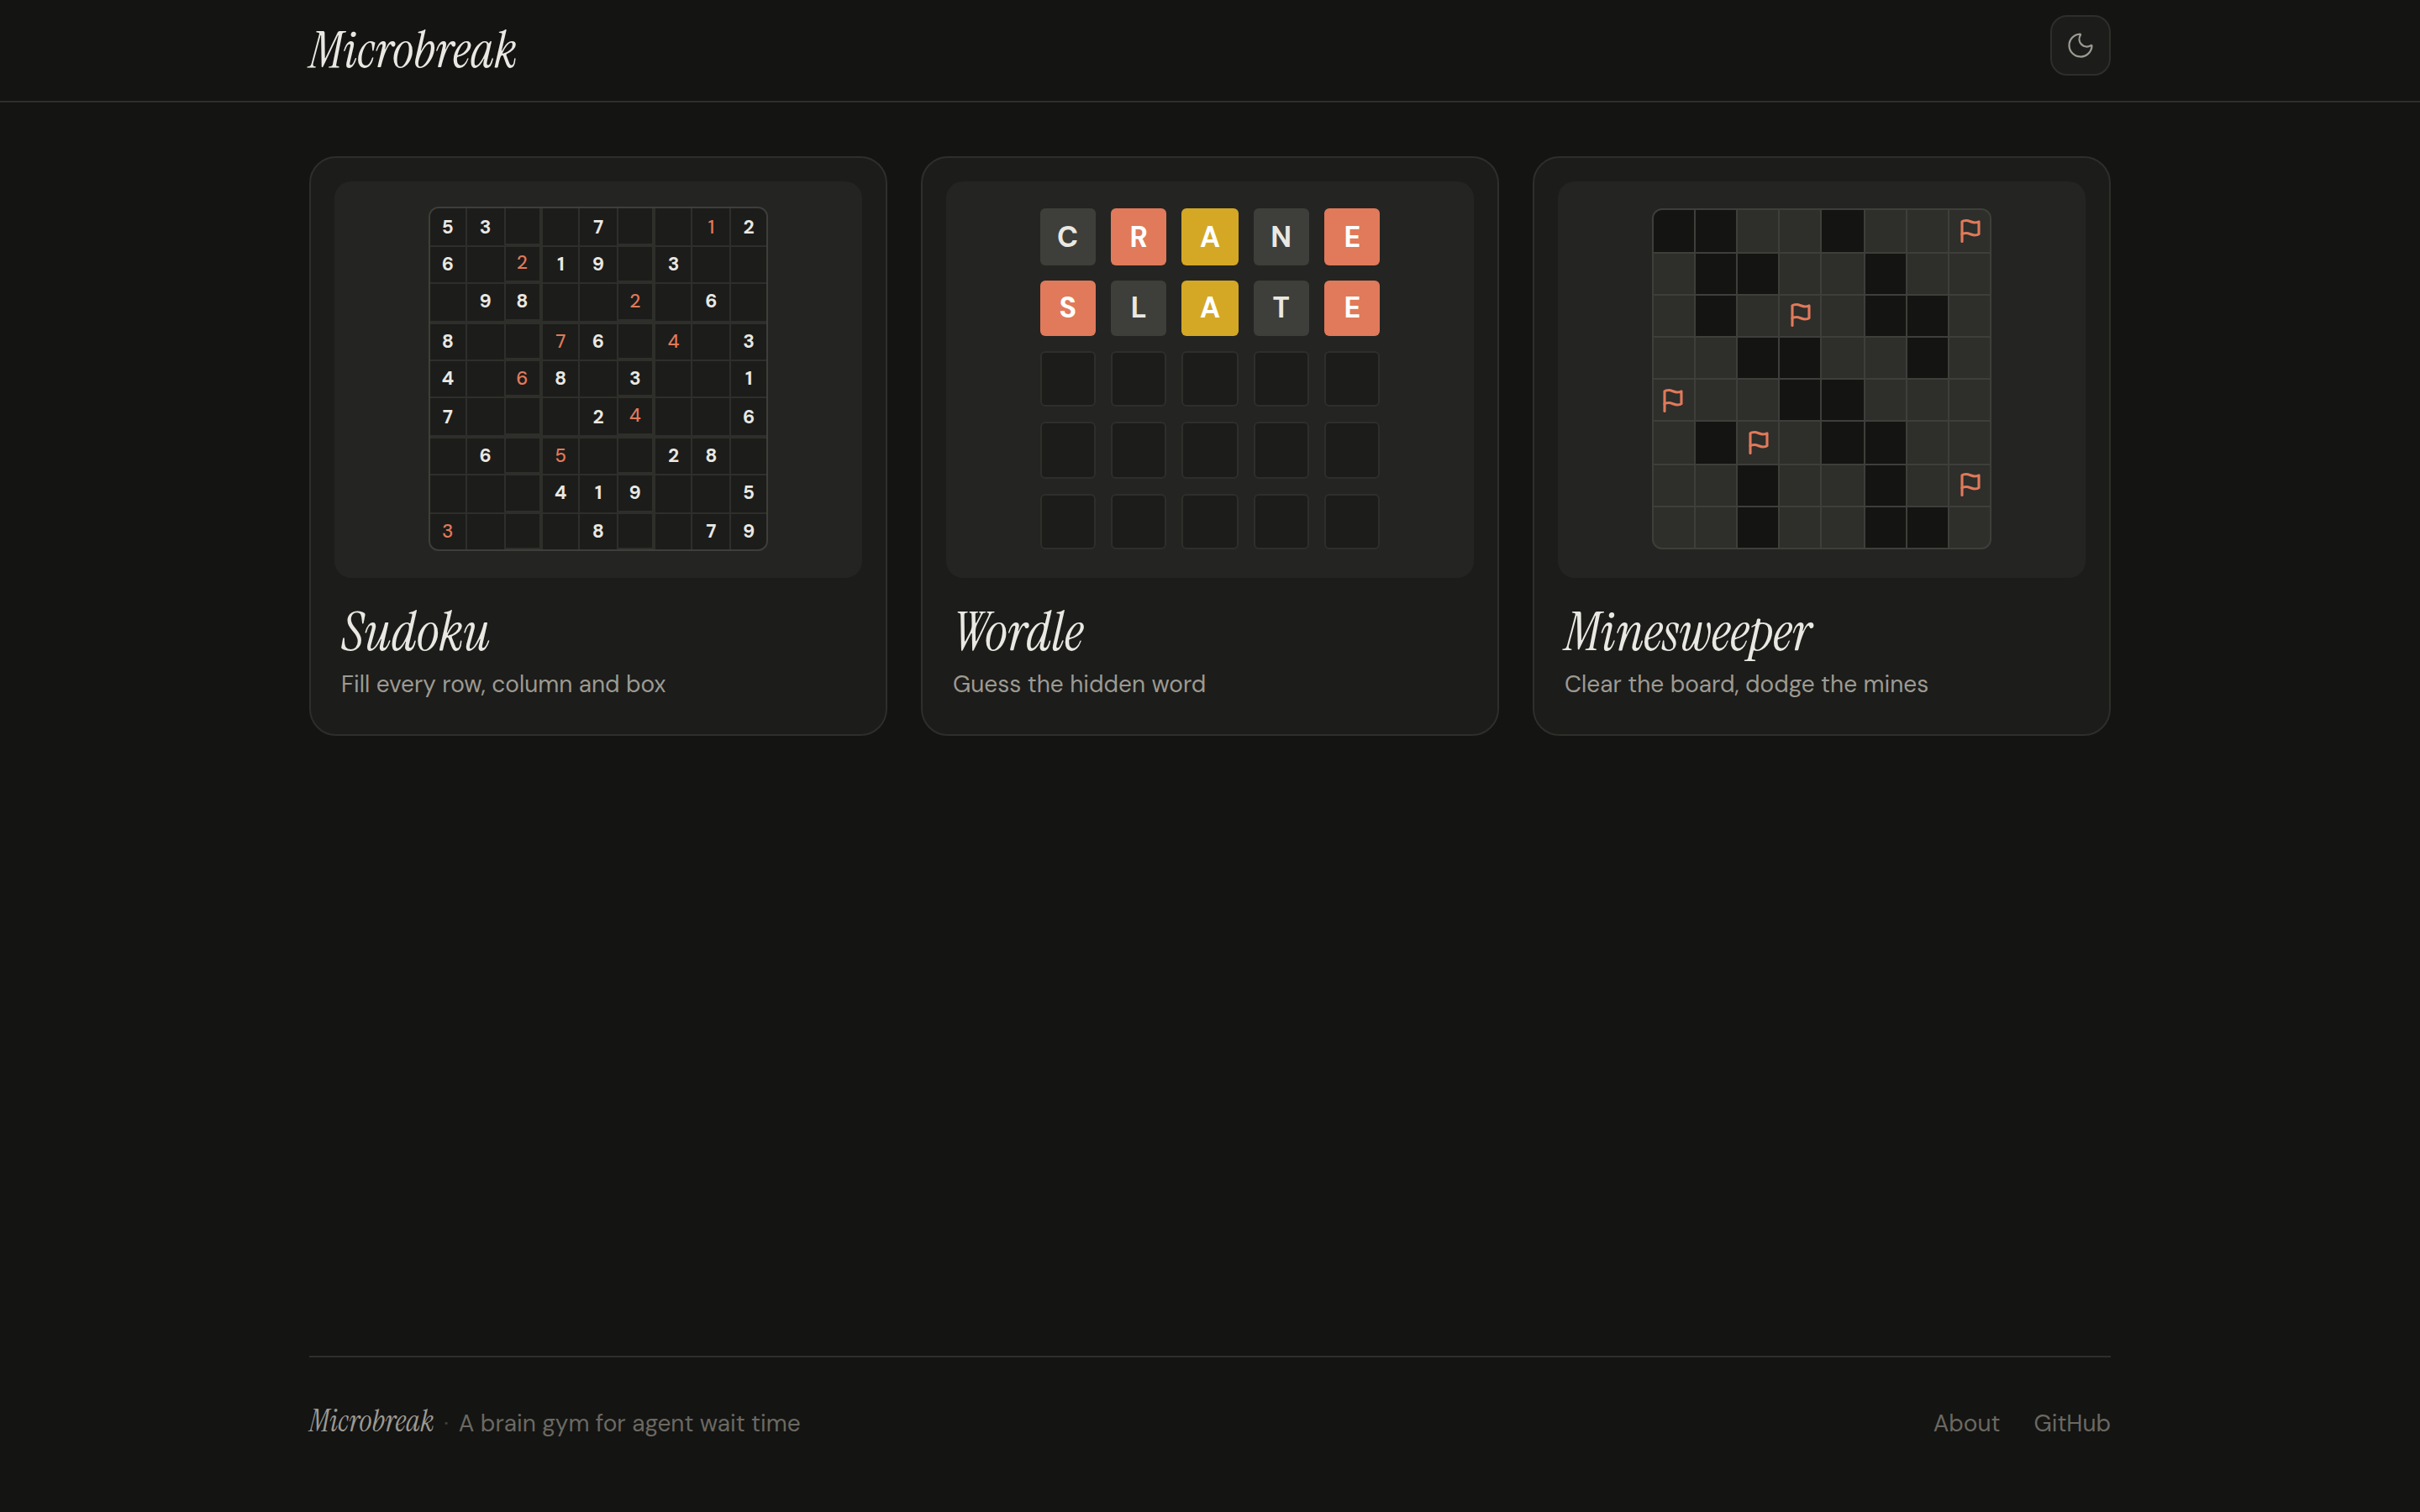 Microbreak
5 3 7 1 2
6 2 1 9 3
9 8 2 6
8 7 6 4 3
4 6 8 3 1
7 2 4 6
6 5 2 8
4 1 9 5
3 8 7 9
C R A N E
S L A T E
Sudoku
Fill every row, column and box
Wordle
Guess the hidden word
Minesweeper
Clear the board, dodge the mines
Microbreak · A brain gym for agent wait time
About GitHub